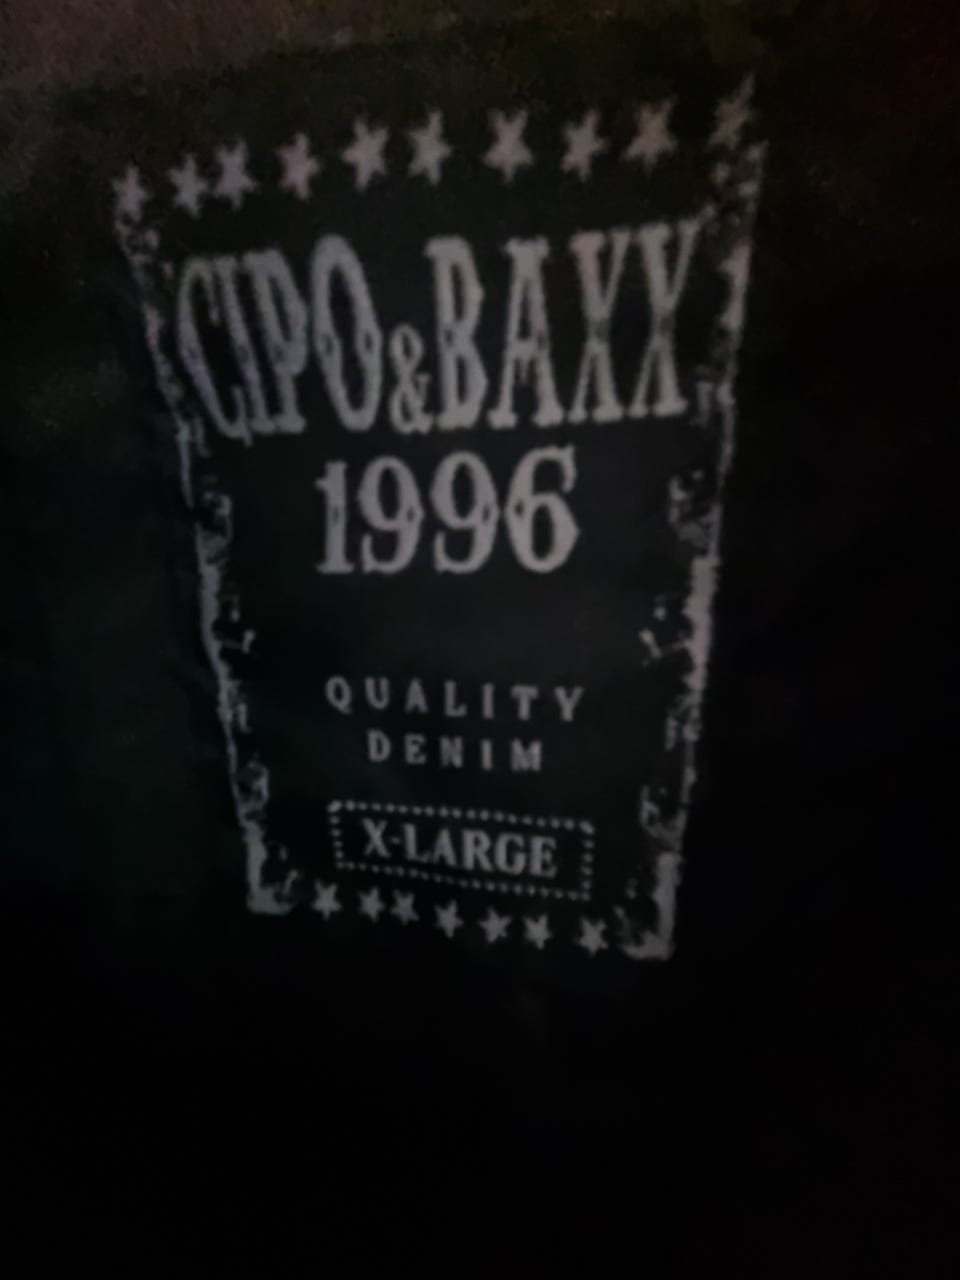 CIPO&BAXX
1996
QUALITY
DENIM
X-LARGE